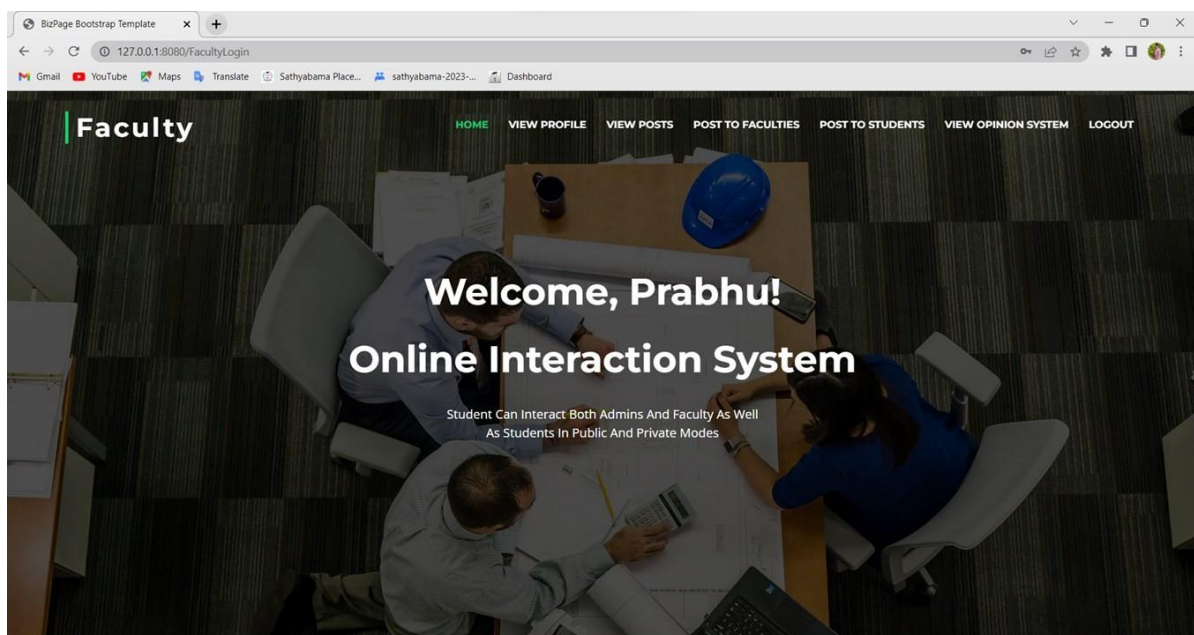 BizPage Bootstrap Template
127.0.0.1:8080/FacultyLogin
Gmail YouTube Maps Translate Sathyabama Place... sathyabama-2023-... Dashboard
Faculty HOME VIEW PROFILE VIEW POSTS POST TO FACULTIES POST TO STUDENTS VIEW OPINION SYSTEM LOGOUT
Welcome, Prabhu!
Online Interaction System
Student Can Interact Both Admins And Faculty As Well
As Students In Public And Private Modes